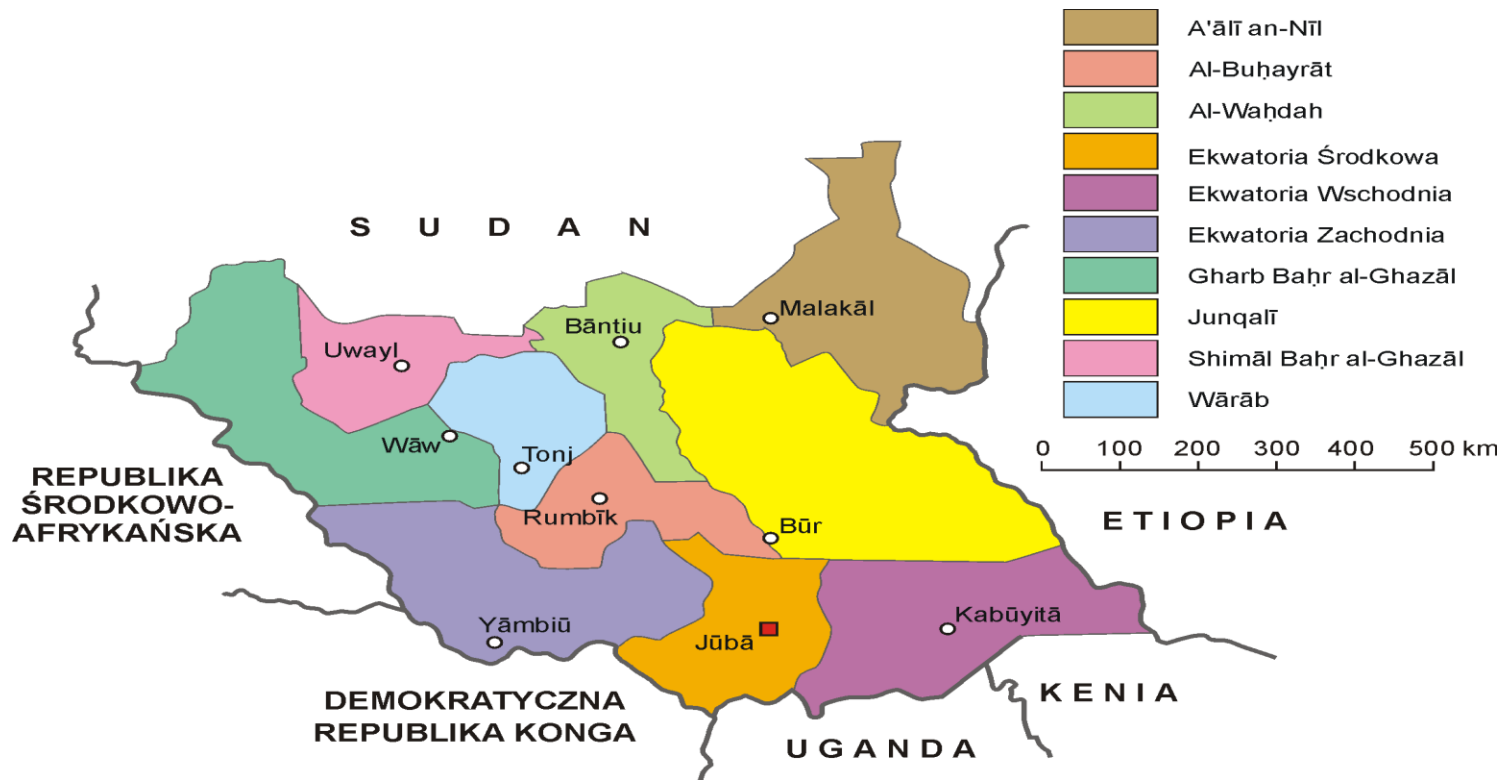 A'ālī an-Nīl
Al-Buḥayrāt
Al-Waḥdah
Ekwatoria Środkowa
Ekwatoria Wschodnia
Ekwatoria Zachodnia
Gharb Baḥr al-Ghazāl
Junqalī
Shimāl Baḥr al-Ghazāl
Wārāb
0 100 200 300 400 500 km
SUDAN
Malakāl
Bāntiu
Uwayl
Wāw
Tonj
REPUBLIKA
ŚRODKOWO-
AFRYKAŃSKA
Rumbīk
Būr
ETIOPIA
Yāmbiū
Jūbā
Kabūyitā
DEMOKRATYCZNA
REPUBLIKA KONGA
KENIA
UGANDA